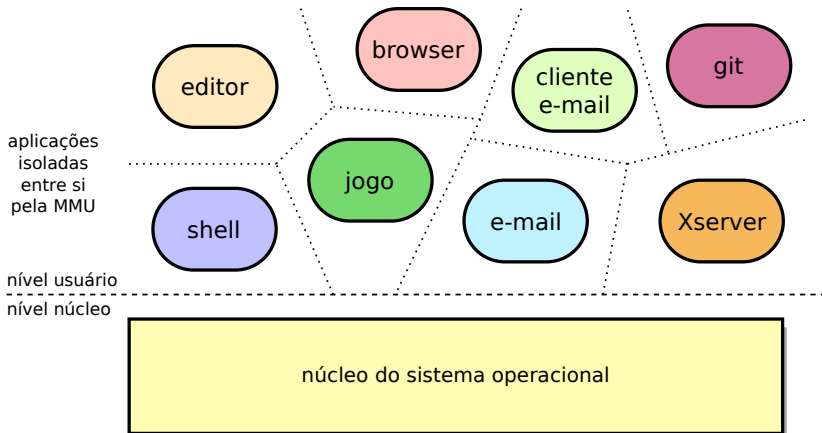 browser
editor
cliente
e-mail
git
aplicações
isoladas
entre si
pela MMU
jogo
shell
e-mail
Xserver
nível usuário
nível núcleo
núcleo do sistema operacional